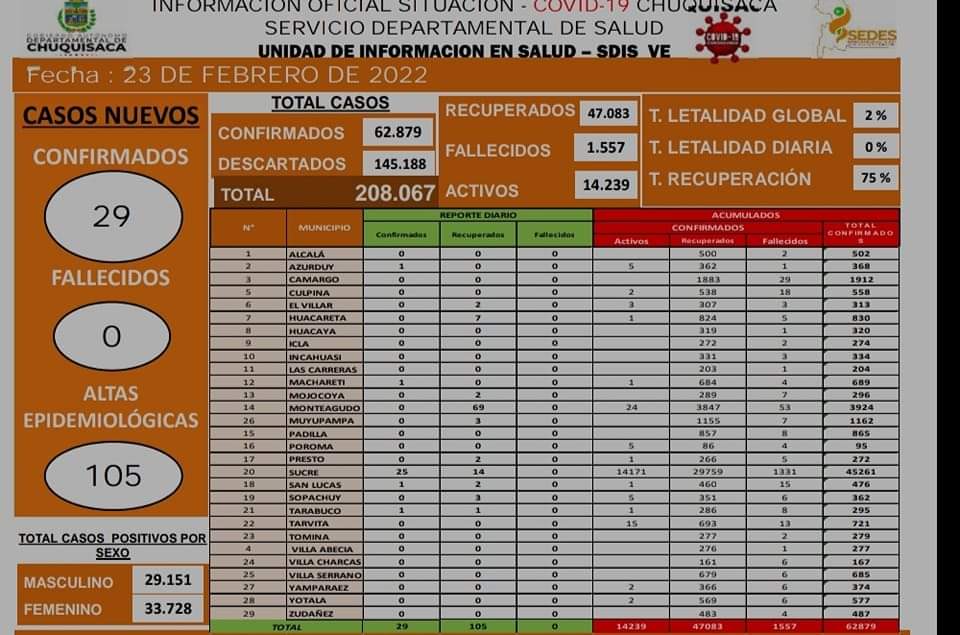 INFORMACION OFICIAL SITUACION - COVID-19 CHUQUISACA
SERVICIO DEPARTAMENTAL DE SALUD
UNIDAD DE INFORMACION EN SALUD – SDIS VE
GOBIERNO AUTÓNOMO
DEPARTAMENTAL DE
CHUQUISACA
COVID-19
SEDES
Fecha : 23 DE FEBRERO DE 2022
CASOS NUEVOS
CONFIRMADOS
29
FALLECIDOS
0
ALTAS
EPIDEMIOLÓGICAS
105
TOTAL CASOS POSITIVOS POR
SEXO
MASCULINO 29.151
FEMENINO 33.728
TOTAL CASOS
CONFIRMADOS 62.879
DESCARTADOS 145.188
TOTAL 208.067
RECUPERADOS 47.083
FALLECIDOS 1.557
ACTIVOS 14.239
T. LETALIDAD GLOBAL 2 %
T. LETALIDAD DIARIA 0 %
T. RECUPERACIÓN 75 %
N° MUNICIPIO REPORTE DIARIO ACUMULADOS
CONFIRMADOS TOTAL CONFIRMADOS
Confirmados Recuperados Fallecidos Activos Recuperados Fallecidos
1 ALCALÁ 0 0 0 500 2 502
2 AZURDUY 1 0 0 5 362 1 368
3 CAMARGO 0 0 0 1883 29 1912
5 CULPINA 0 0 0 2 538 18 558
6 EL VILLAR 0 2 0 3 307 3 313
7 HUACARETA 0 7 0 1 824 5 830
8 HUACAYA 0 0 0 319 1 320
9 ICLA 0 0 0 272 2 274
10 INCAHUASI 0 0 0 331 3 334
11 LAS CARRERAS 0 0 0 203 1 204
12 MACHARETI 1 0 0 1 684 4 689
13 MOJOCOYA 0 2 0 289 7 296
14 MONTEAGUDO 0 69 0 24 3847 53 3924
26 MUYUPAMPA 0 3 0 1155 7 1162
15 PADILLA 0 0 0 857 8 865
16 POROMA 0 0 0 5 86 4 95
17 PRESTO 0 2 0 1 266 5 272
20 SUCRE 25 14 0 14171 29759 1331 45261
18 SAN LUCAS 1 2 0 1 460 15 476
19 SOPACHUY 0 3 0 5 351 6 362
21 TARABUCO 1 1 0 1 286 8 295
22 TARVITA 0 0 0 15 693 13 721
23 TOMINA 0 0 0 277 2 279
4 VILLA ABECIA 0 0 0 276 1 277
24 VILLA CHARCAS 0 0 0 161 6 167
25 VILLA SERRANO 0 0 0 679 6 685
27 YAMPARAEZ 0 0 0 2 366 6 374
28 YOTALA 0 0 0 2 569 6 577
29 ZUDAÑEZ 0 0 0 483 4 487
TOTAL 29 105 0 14239 47083 1557 62879